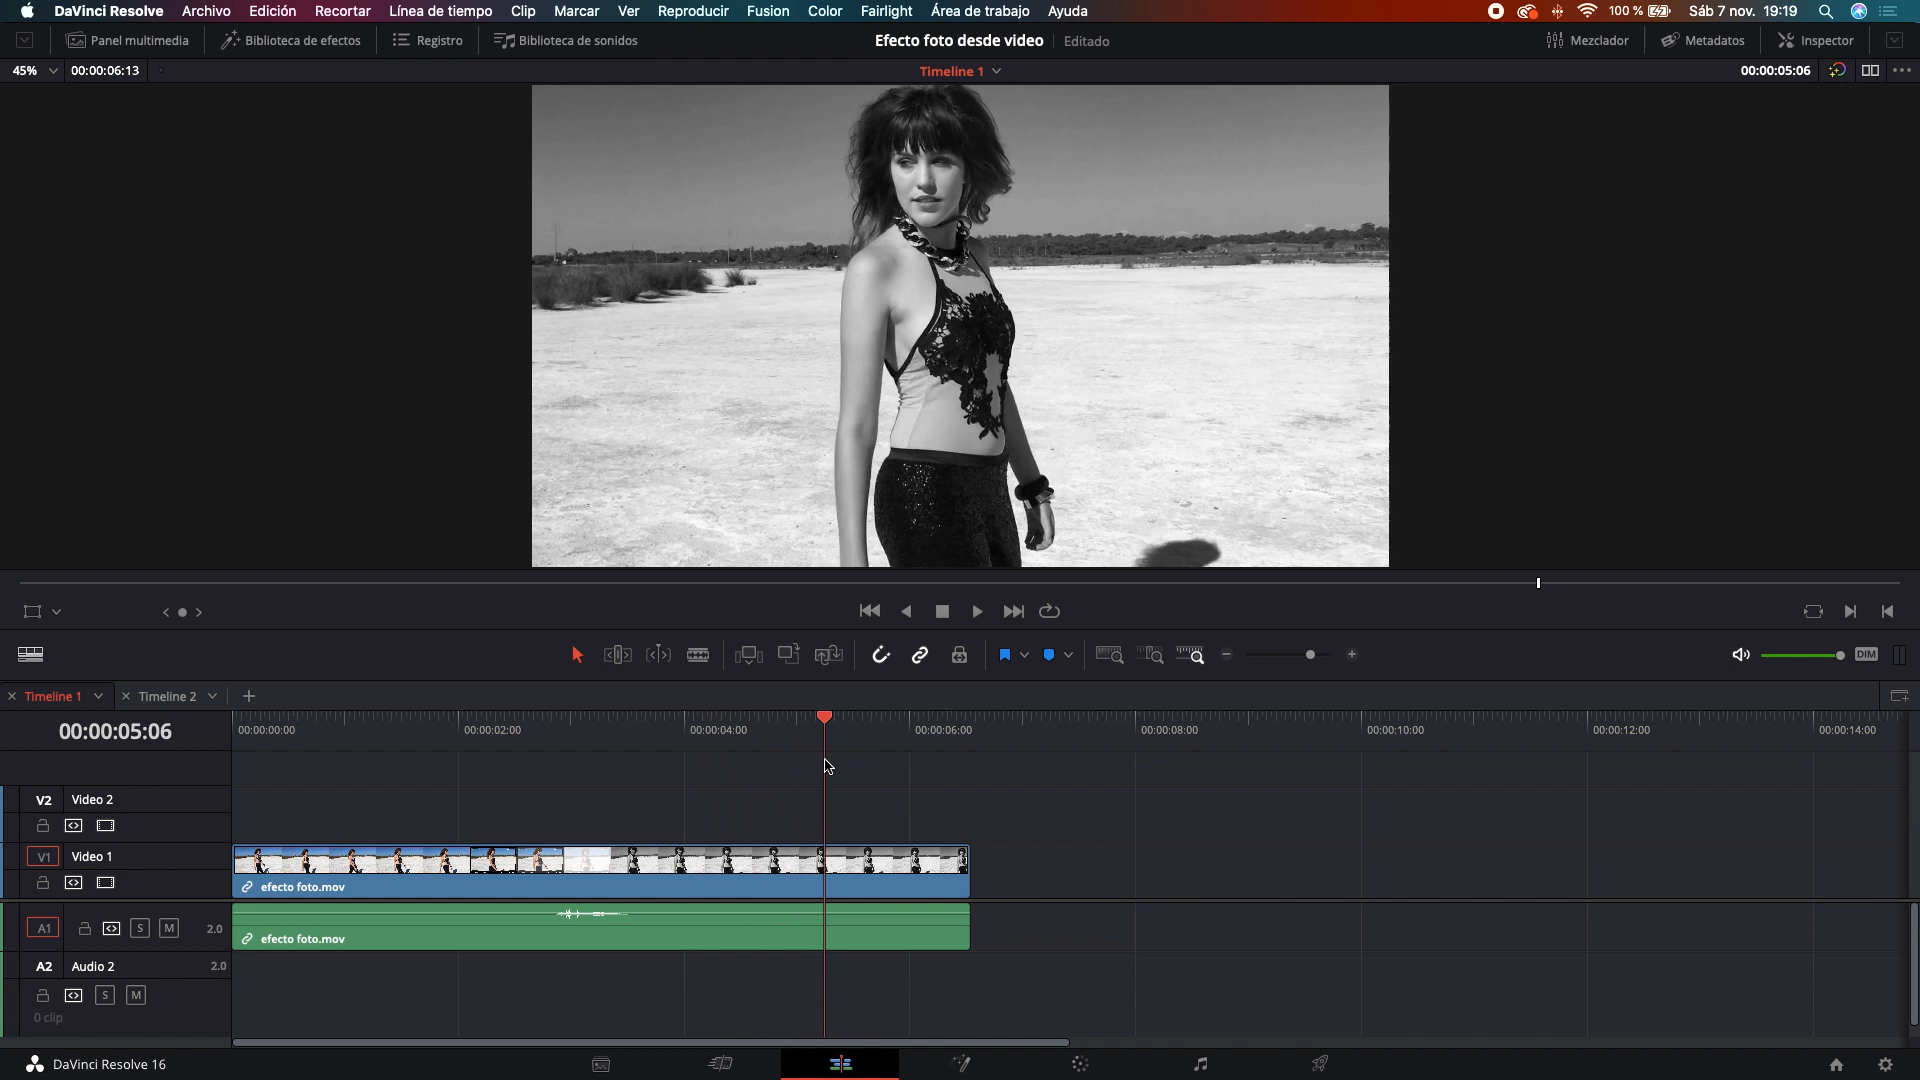 DaVinci Resolve Archivo Edición Recortar Línea de tiempo Clip Marcar Ver Reproducir Fusion Color Fairlight Área de trabajo Ayuda 100 % Sáb 7 nov. 19:19
Panel multimedia Biblioteca de efectos Registro Biblioteca de sonidos Efecto foto desde video Editado Mezclador Metadatos Inspector
45% 00:00:06:13 Timeline 1 00:00:05:06
DIM
Timeline 1 Timeline 2
00:00:05:06 00:00:00:00 00:00:02:00 00:00:04:00 00:00:06:00 00:00:08:00 00:00:10:00 00:00:12:00 00:00:14:00
V2 Video 2
V1 Video 1
efecto foto.mov
A1 S M 2.0
efecto foto.mov
A2 Audio 2 2.0
S M
0 clip
DaVinci Resolve 16